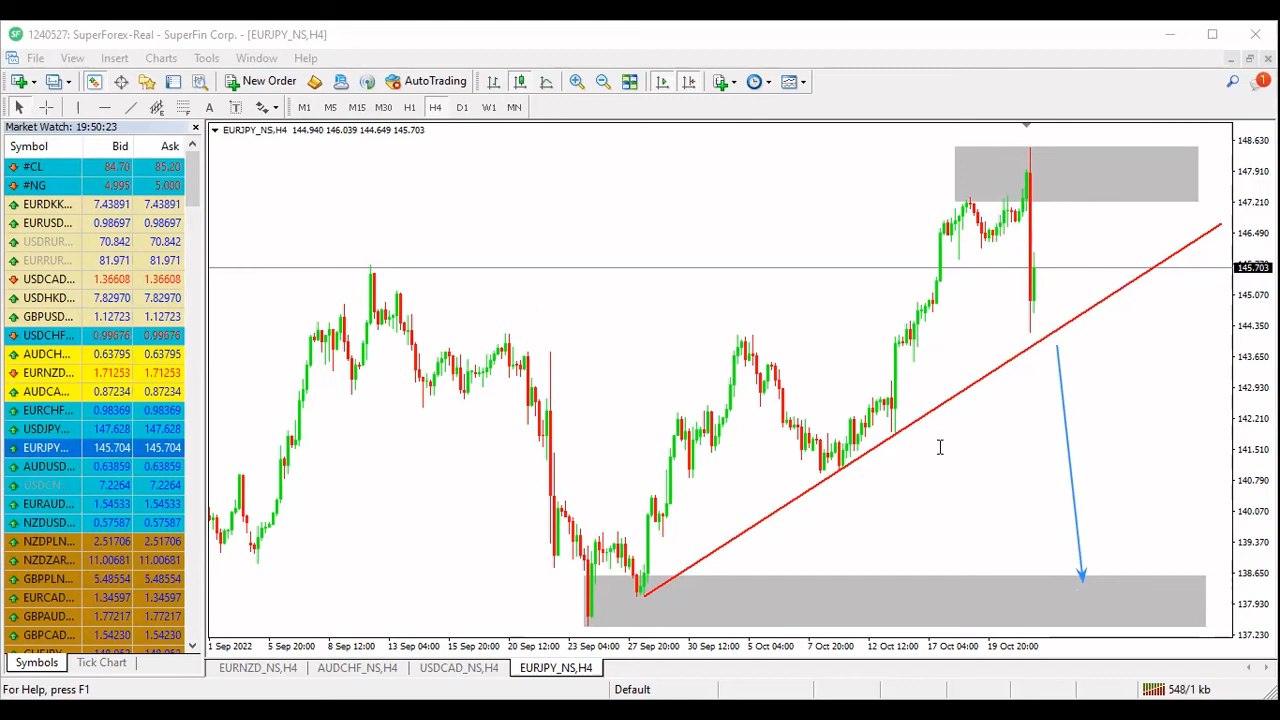 SF 1240527: SuperForex-Real - SuperFin Corp. - [EURJPY_NS,H4]
File View Insert Charts Tools Window Help
New Order AutoTrading 1
A T M1 M5 M15 M30 H1 H4 D1 W1 MN
Market Watch: 19:50:23
Symbol Bid Ask
#CL 84.70 85.20
#NG 4.995 5.000
EURDKK... 7.43891 7.43891
EURUSD... 0.98697 0.98697
USDRUR... 70.842 70.842
EURRUR... 81.971 81.971
USDCAD... 1.36608 1.36608
USDHKD... 7.82970 7.82970
GBPUSD... 1.12723 1.12723
USDCHF... 0.99676 0.99676
AUDCH... 0.63795 0.63795
EURNZD... 1.71253 1.71253
AUDCA... 0.87234 0.87234
EURCHF... 0.98369 0.98369
USDJPY... 147.628 147.628
EURJPY... 145.704 145.704
AUDUSD... 0.63859 0.63859
USDCN... 7.2264 7.2264
EURAUD... 1.54533 1.54533
NZDUSD... 0.57587 0.57587
NZDPLN... 2.51706 2.51706
NZDZAR... 11.00681 11.00681
GBPPLN... 5.48554 5.48554
EURCAD... 1.34597 1.34597
GBPAUD... 1.77217 1.77217
GBPCAD... 1.54230 1.54230
Symbols Tick Chart
EURJPY_NS,H4 144.940 146.039 144.649 145.703
148.630
147.910
147.210
146.490
145.703
145.070
144.350
143.650
142.930
142.210
141.510
140.790
140.070
139.370
138.650
137.930
137.230
1 Sep 2022 5 Sep 20:00 8 Sep 12:00 13 Sep 04:00 15 Sep 20:00 20 Sep 12:00 23 Sep 04:00 27 Sep 20:00 30 Sep 12:00 5 Oct 04:00 7 Oct 20:00 12 Oct 12:00 17 Oct 04:00 19 Oct 20:00
EURNZD_NS,H4 AUDCHF_NS,H4 USDCAD_NS,H4 EURJPY_NS,H4
For Help, press F1 Default 548/1 kb